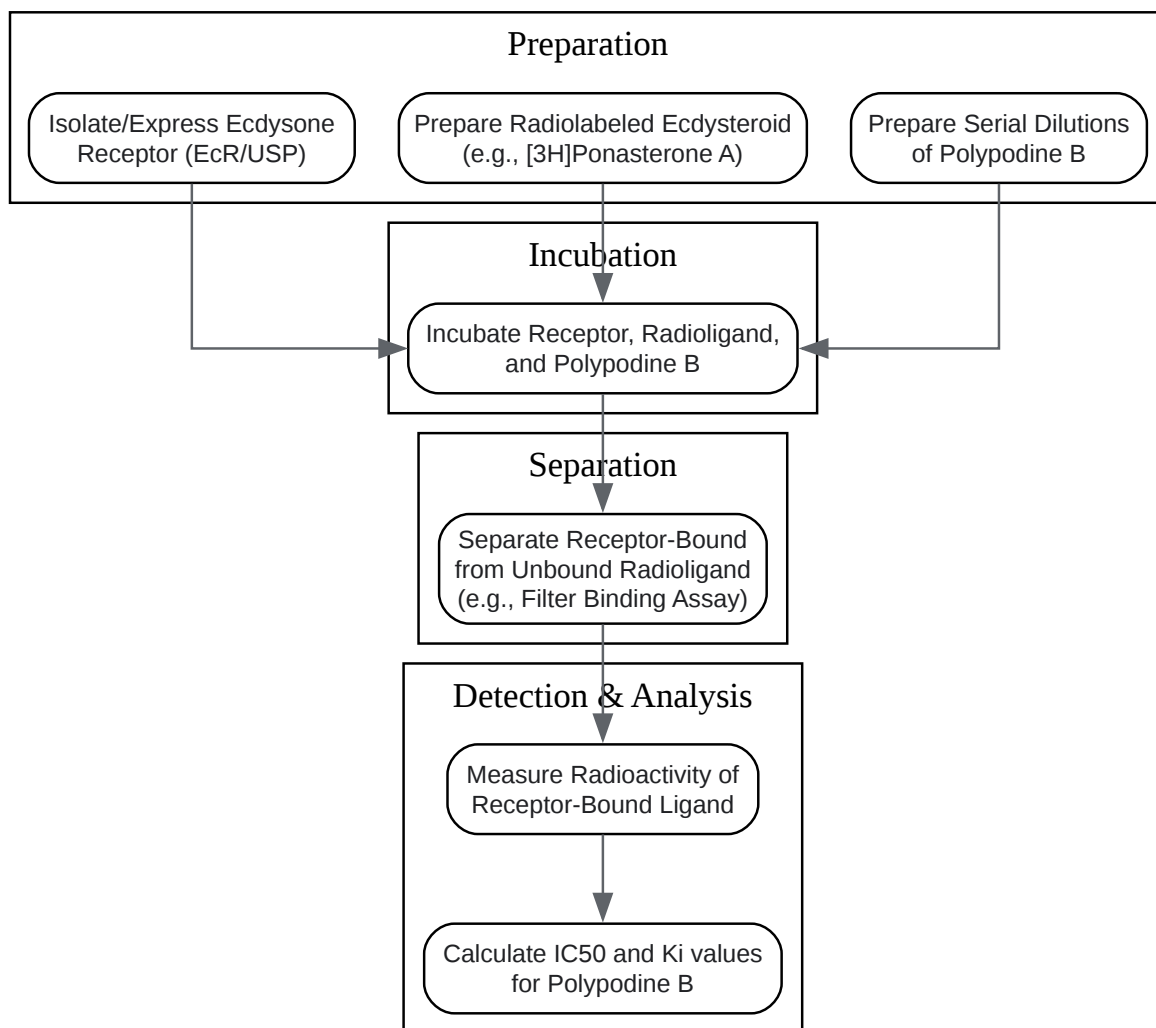 Preparation
Isolate/Express Ecdysone
Receptor (EcR/USP)
Prepare Radiolabeled Ecdysteroid
(e.g., [3H]Ponasterone A)
Prepare Serial Dilutions
of Polypodine B
Incubation
Incubate Receptor, Radioligand,
and Polypodine B
Separation
Separate Receptor-Bound
from Unbound Radioligand
(e.g., Filter Binding Assay)
Detection & Analysis
Measure Radioactivity of
Receptor-Bound Ligand
Calculate IC50 and Ki values
for Polypodine B